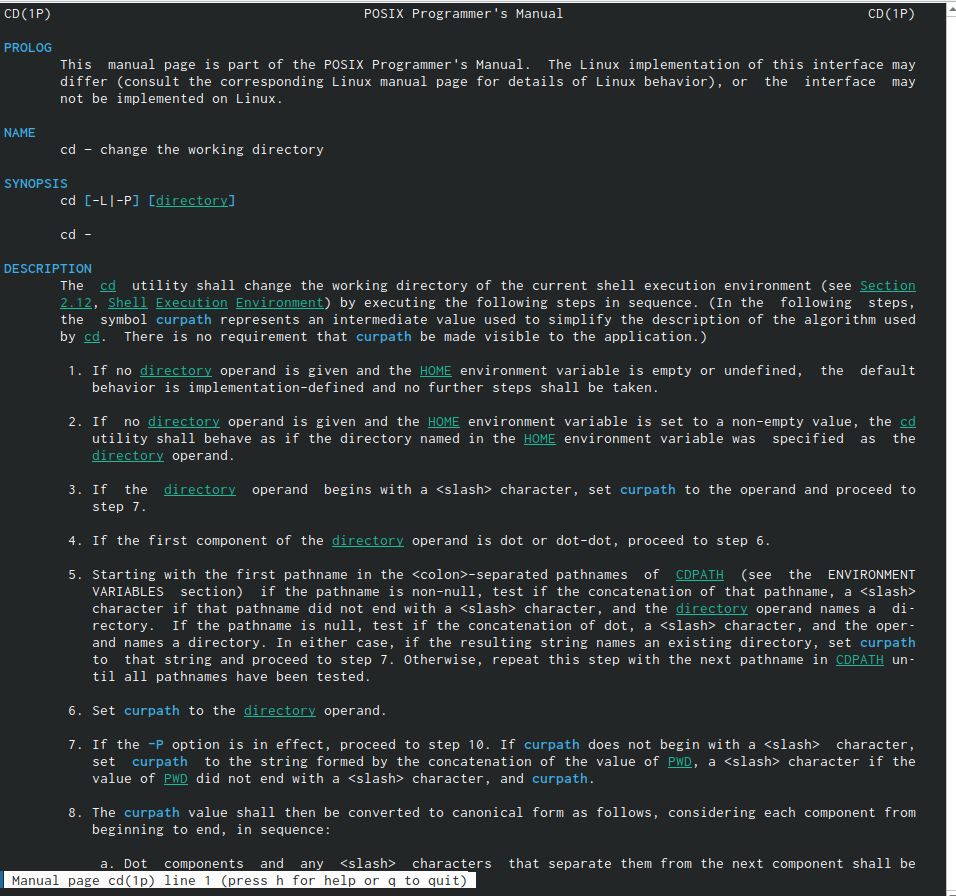 CD(1P) POSIX Programmer's Manual CD(1P)
PROLOG
This manual page is part of the POSIX Programmer's Manual. The Linux implementation of this interface may
differ (consult the corresponding Linux manual page for details of Linux behavior), or the interface may
not be implemented on Linux.
NAME
cd – change the working directory
SYNOPSIS
cd [-L|-P] [directory]
cd –
DESCRIPTION
The cd utility shall change the working directory of the current shell execution environment (see Section
2.12, Shell Execution Environment) by executing the following steps in sequence. (In the following steps,
the symbol curpath represents an intermediate value used to simplify the description of the algorithm used
by cd. There is no requirement that curpath be made visible to the application.)
1. If no directory operand is given and the HOME environment variable is empty or undefined, the default
behavior is implementation-defined and no further steps shall be taken.
2. If no directory operand is given and the HOME environment variable is set to a non-empty value, the cd
utility shall behave as if the directory named in the HOME environment variable was specified as the
directory operand.
3. If the directory operand begins with a <slash> character, set curpath to the operand and proceed to
step 7.
4. If the first component of the directory operand is dot or dot-dot, proceed to step 6.
5. Starting with the first pathname in the <colon>-separated pathnames of CDPATH (see the ENVIRONMENT
VARIABLES section) if the pathname is non-null, test if the concatenation of that pathname, a <slash>
character if that pathname did not end with a <slash> character, and the directory operand names a di-
rectory. If the pathname is null, test if the concatenation of dot, a <slash> character, and the oper-
and names a directory. In either case, if the resulting string names an existing directory, set curpath
to that string and proceed to step 7. Otherwise, repeat this step with the next pathname in CDPATH un-
til all pathnames have been tested.
6. Set curpath to the directory operand.
7. If the -P option is in effect, proceed to step 10. If curpath does not begin with a <slash> character,
set curpath to the string formed by the concatenation of the value of PWD, a <slash> character if the
value of PWD did not end with a <slash> character, and curpath.
8. The curpath value shall then be converted to canonical form as follows, considering each component from
beginning to end, in sequence:
a. Dot components and any <slash> characters that separate them from the next component shall be
Manual page cd(1p) line 1 (press h for help or q to quit)